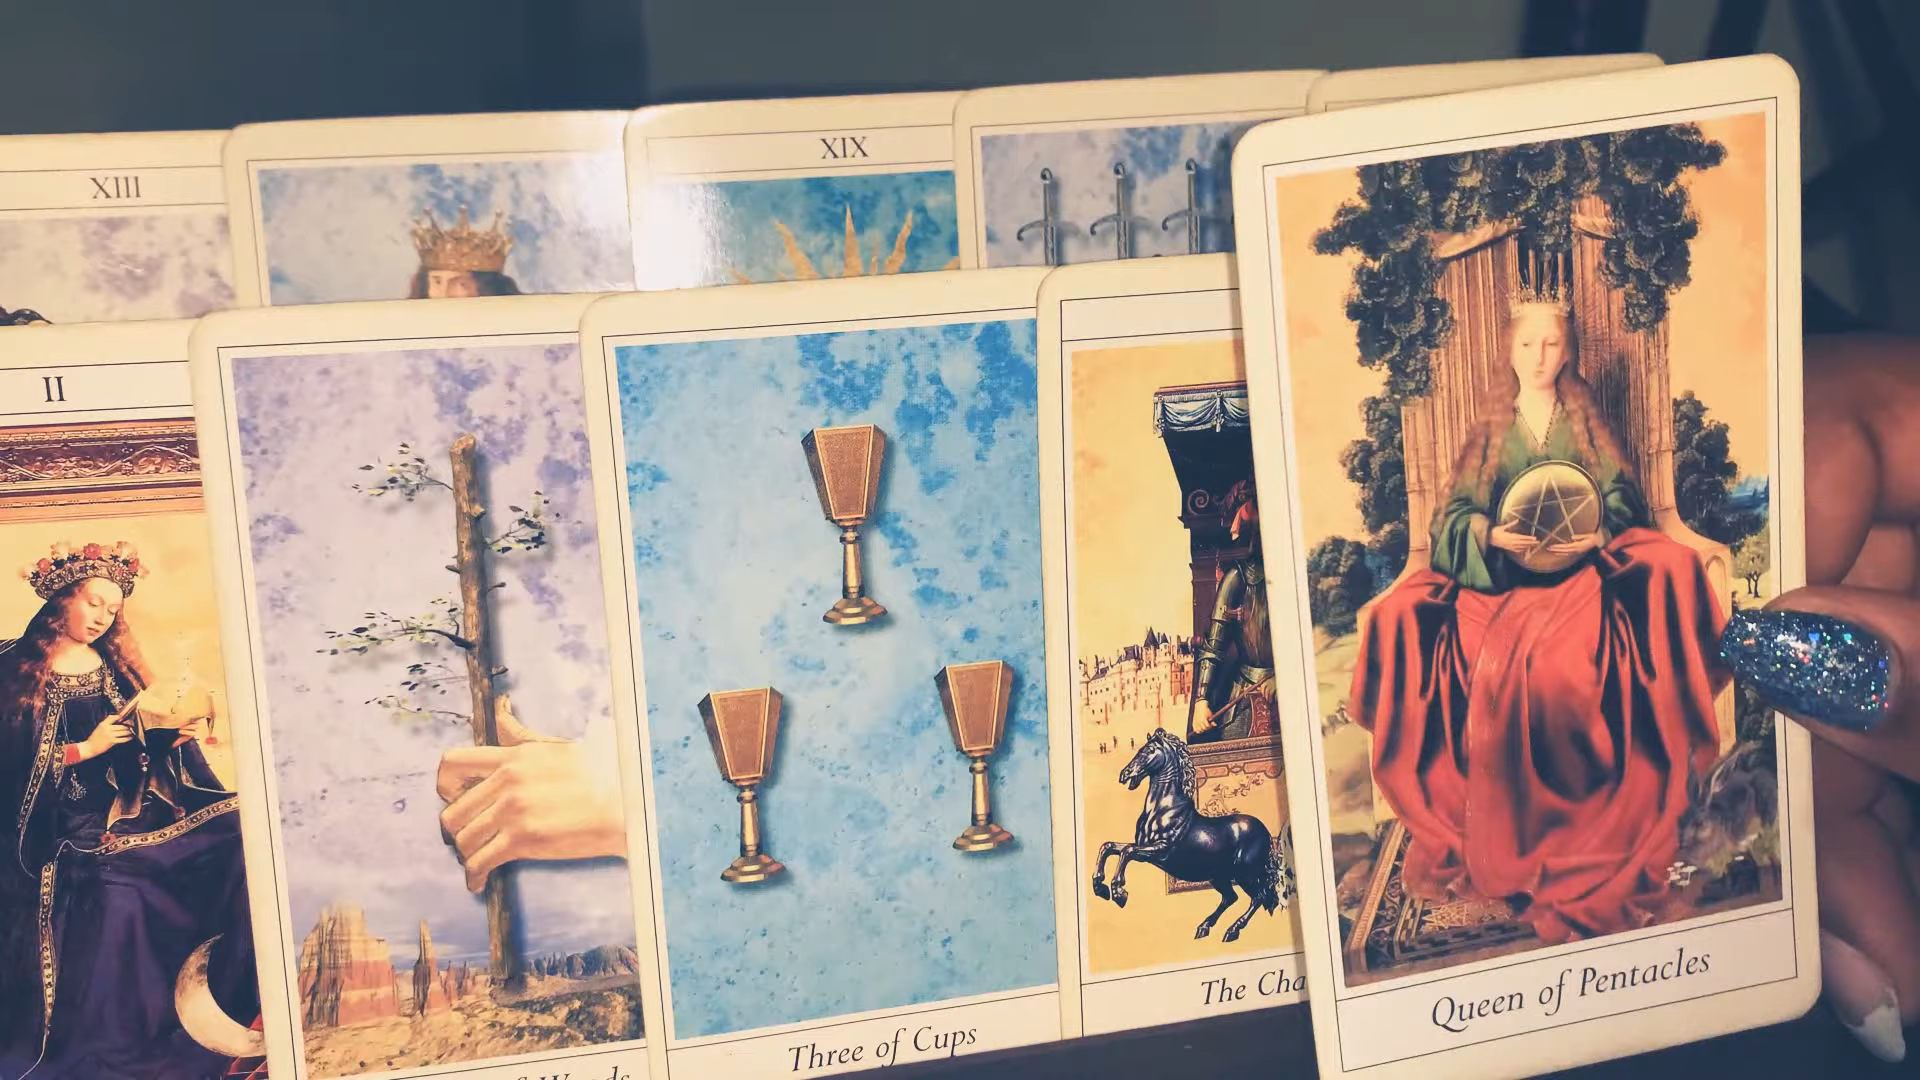 XIII
XIX
II
Three of Cups
The Cha
Queen of Pentacles